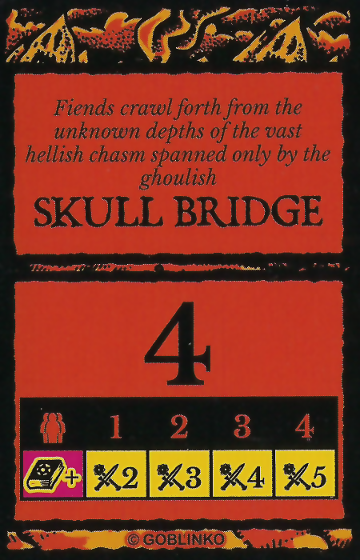 Fiends crawl forth from the
unknown depths of the vast
hellish chasm spanned only by the
ghoulish
SKULL BRIDGE
4
1 2 3 4
+ 2 3 4 5
© GOBLINKO